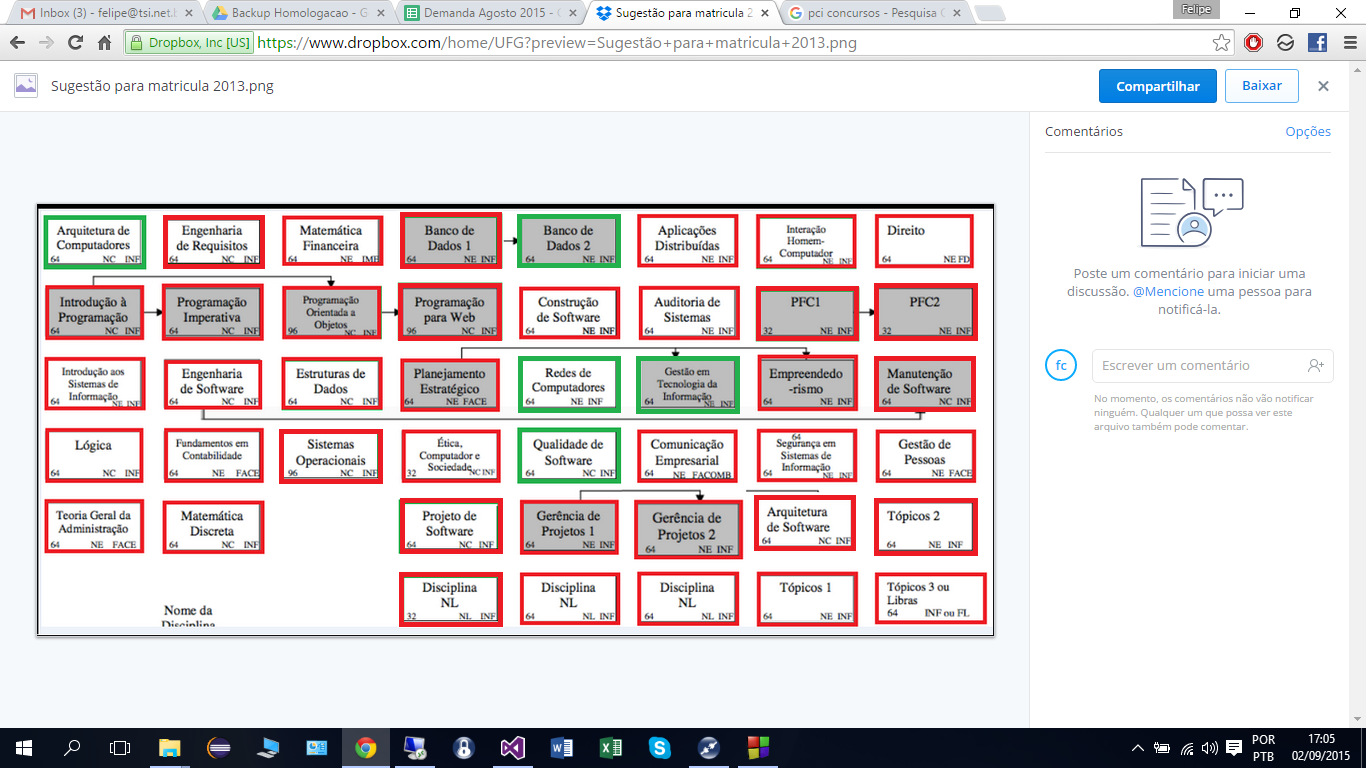 Inbox (3) - felipe@tsi.net.b
Backup Homologacao - G
Demanda Agosto 2015 -
Sugestão para matricula 2
pci concursos - Pesquisa
Felipe
Dropbox, Inc [US]
https://www.dropbox.com/home/UFG?preview=Sugestão+para+matricula+2013.png
Sugestão para matricula 2013.png
Compartilhar
Baixar
Comentários
Opções
Poste um comentário para iniciar uma
discussão. @Mencione uma pessoa para
notificá-la.
fc
Escrever um comentário
No momento, os comentários não vão notificar
ninguém. Qualquer um que possa ver este
arquivo também pode comentar.
Arquitetura de
Computadores
64 NC INF
Engenharia
de Requisitos
64 NC INF
Matemática
Financeira
64 NE IME
Banco de
Dados 1
64 NE INF
Banco de
Dados 2
64 NE INF
Aplicações
Distribuídas
64 NE INF
Interação
Homem-
Computador
64 NE INF
Direito
64 NE FD
Introdução à
Programação
64 NC INF
Programação
Imperativa
64 NC INF
Programação
Orientada a
Objetos
96 NC INF
Programação
para Web
96 NC INF
Construção
de Software
64 NE INF
Auditoria de
Sistemas
64 NE INF
PFC1
32 NE INF
PFC2
32 NE INF
Introdução aos
Sistemas de
Informação
64 NE INF
Engenharia
de Software
64 NC INF
Estruturas de
Dados
64 NC INF
Planejamento
Estratégico
64 NE FACE
Redes de
Computadores
64 NE INF
Gestão em
Tecnologia da
Informação
64 NE INF
Empreendedo
-rismo
64 NE INF
Manutenção
de Software
64 NC INF
Lógica
64 NC INF
Fundamentos em
Contabilidade
64 NE FACE
Sistemas
Operacionais
96 NC INF
Ética,
Computador e
Sociedade
32 NC INF
Qualidade de
Software
64 NC INF
Comunicação
Empresarial
64 NE FACOMB
64
Segurança em
Sistemas de
Informação
64 NE INF
Gestão de
Pessoas
64 NE FACE
Teoria Geral da
Administração
64 NE FACE
Matemática
Discreta
64 NC INF
Projeto de
Software
64 NC INF
Gerência de
Projetos 1
64 NE INF
Gerência de
Projetos 2
64 NE INF
Arquitetura
de Software
64 NC INF
Tópicos 2
64 NE INF
Disciplina
NL
32 NL INF
Disciplina
NL
64 NL INF
Disciplina
NL
64 NL INF
Tópicos 1
64 NE INF
Tópicos 3 ou
Libras
64 INF ou FL
Nome da
Disciplina
POR
PTB
17:05
02/09/2015